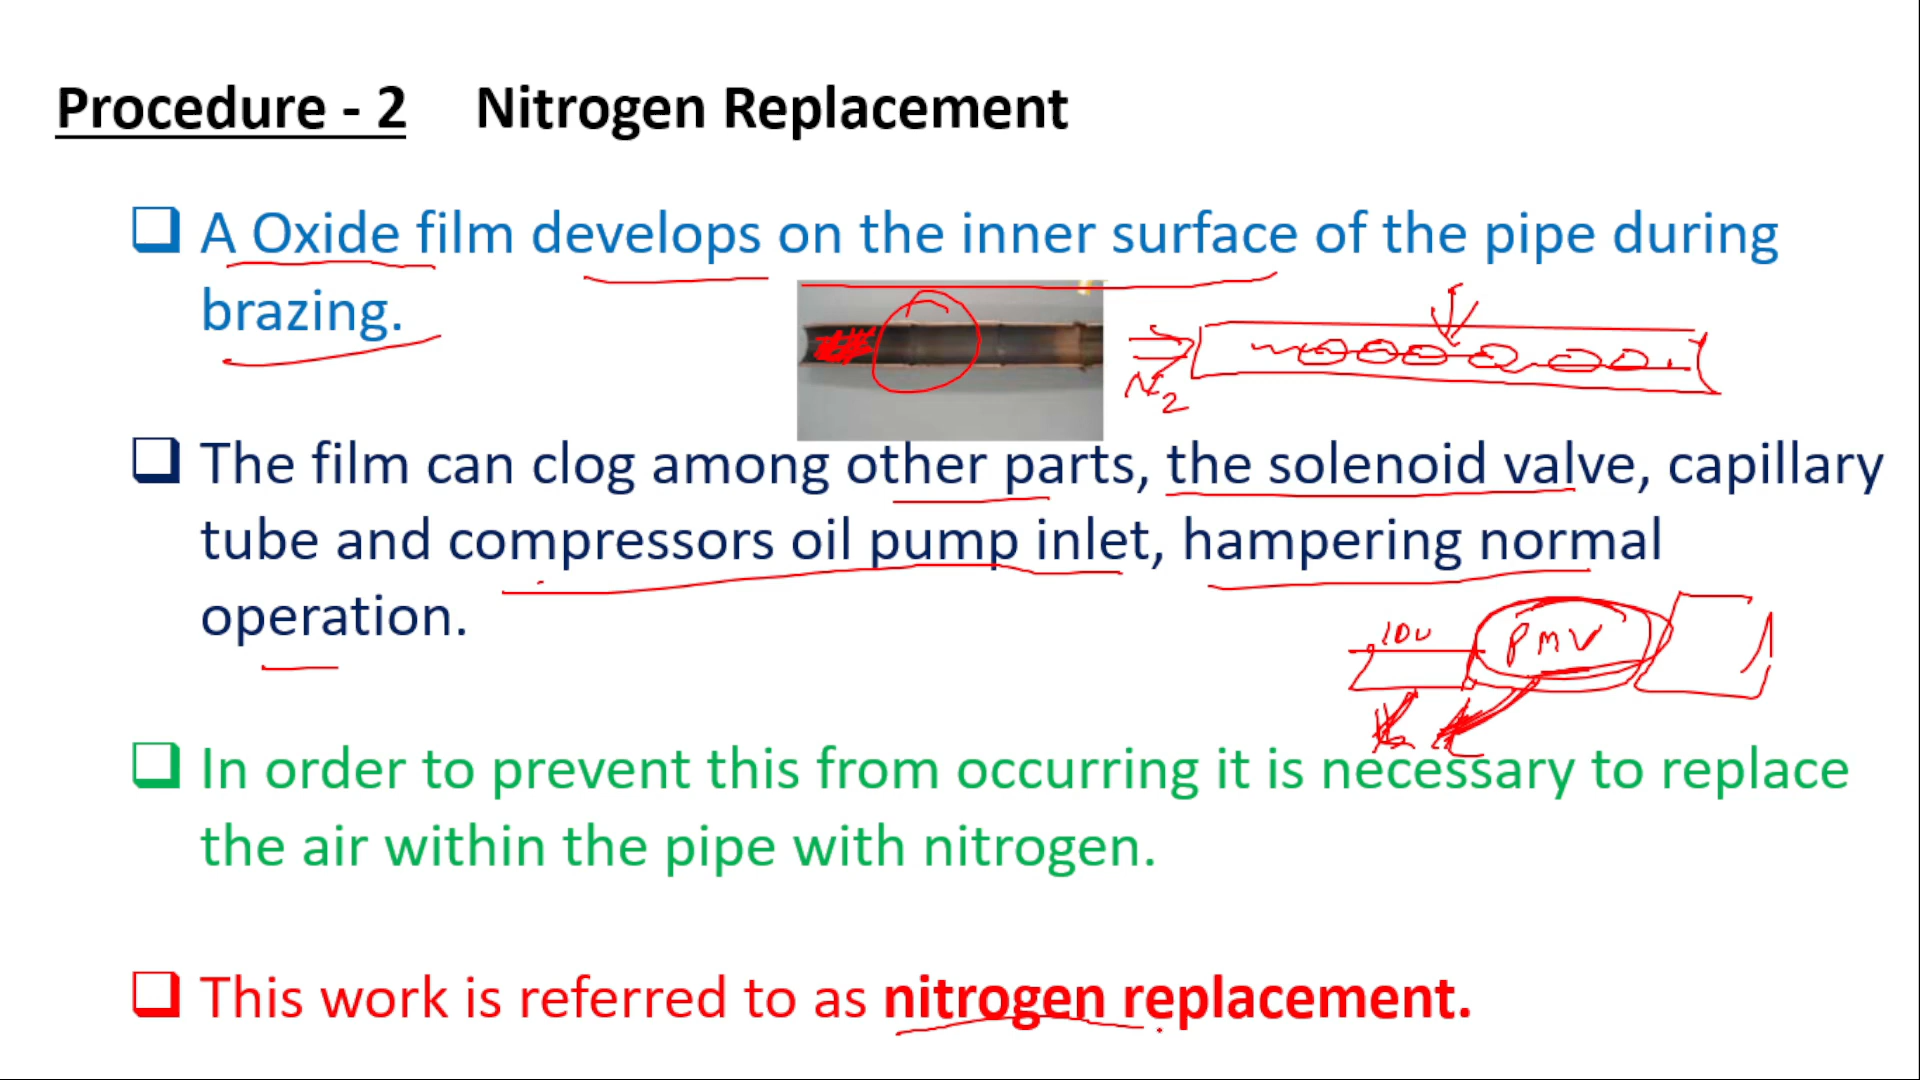 Procedure - 2 Nitrogen Replacement
A Oxide film develops on the inner surface of the pipe during
brazing.
N2
The film can clog among other parts, the solenoid valve, capillary
tube and compressors oil pump inlet, hampering normal
operation.
PMV
In order to prevent this from occurring it is necessary to replace
the air within the pipe with nitrogen.
This work is referred to as nitrogen replacement.